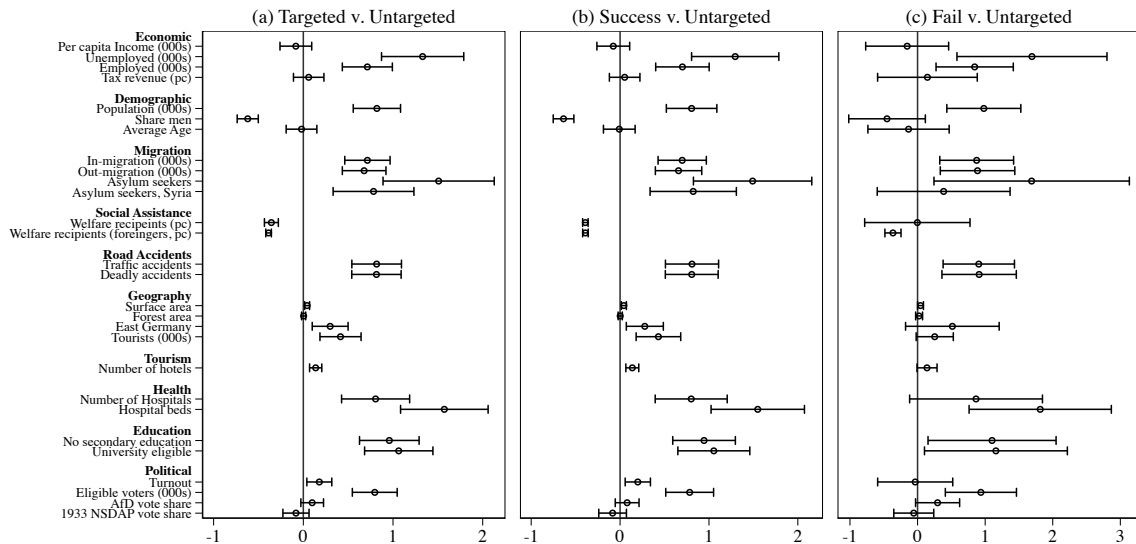 (a) Targeted v. Untargeted
(b) Success v. Untargeted
(c) Fail v. Untargeted
Economic
Per capita Income (000s)
Unemployed (000s)
Employed (000s)
Tax revenue (pc)
Demographic
Population (000s)
Share men
Average Age
Migration
In-migration (000s)
Out-migration (000s)
Asylum seekers
Asylum seekers, Syria
Social Assistance
Welfare recipeints (pc)
Welfare recipients (foreingers, pc)
Road Accidents
Traffic accidents
Deadly accidents
Geography
Surface area
Forest area
East Germany
Tourists (000s)
Tourism
Number of hotels
Health
Number of Hospitals
Hospital beds
Education
No secondary education
University eligible
Political
Turnout
Eligible voters (000s)
AfD vote share
1933 NSDAP vote share
-1 0 1 2
-1 0 1 2
-1 0 1 2 3